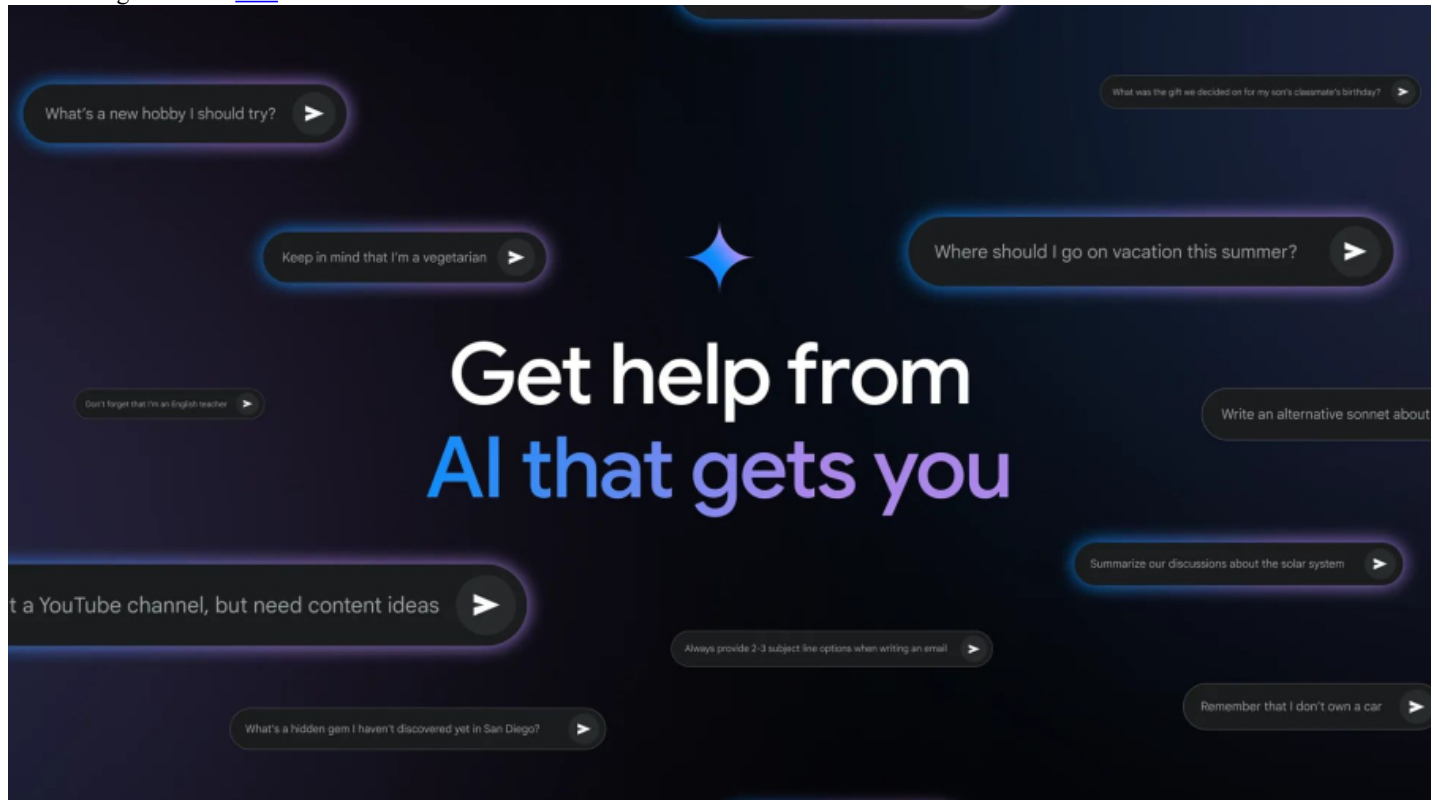 What's a new hobby I should try?
What was the gift we decided on for my son's classmate's birthday?
Keep in mind that I'm a vegetarian
Where should I go on vacation this summer?
Get help from
AI that gets you
Don't forget that I'm an English teacher
Write an alternative sonnet about
Summarize our discussions about the solar system
t a YouTube channel, but need content ideas
Always provide 2-3 subject line options when writing an email
Remember that I don't own a car
What's a hidden gem I haven't discovered yet in San Diego?